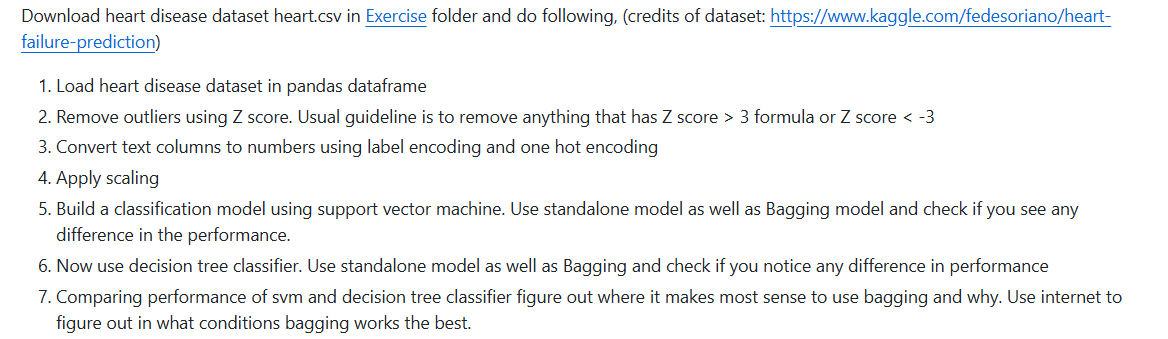 Download heart disease dataset heart.csv in Exercise folder and do following, (credits of dataset: https://www.kaggle.com/fedesoriano/heart-
failure-prediction)
1. Load heart disease dataset in pandas dataframe
2. Remove outliers using Z score. Usual guideline is to remove anything that has Z score > 3 formula or Z score < -3
3. Convert text columns to numbers using label encoding and one hot encoding
4. Apply scaling
5. Build a classification model using support vector machine. Use standalone model as well as Bagging model and check if you see any
difference in the performance.
6. Now use decision tree classifier. Use standalone model as well as Bagging and check if you notice any difference in performance
7. Comparing performance of svm and decision tree classifier figure out where it makes most sense to use bagging and why. Use internet to
figure out in what conditions bagging works the best.